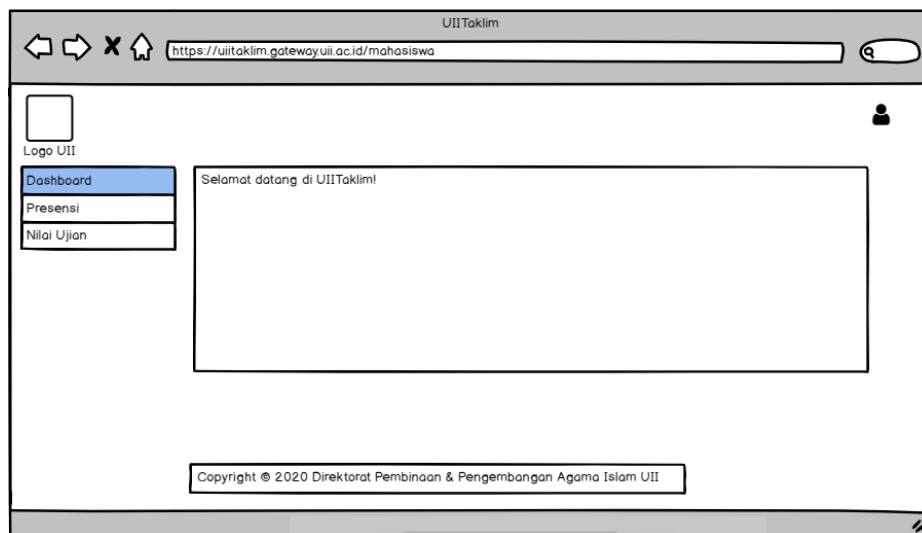 UIITaklim
https://uiitaklim.gateway.uii.ac.id/mahasiswa
Logo UII
Dashboard
Presensi
Nilai Ujian
Selamat datang di UIITaklim!
Copyright © 2020 Direktorat Pembinaan & Pengembangan Agama Islam UII